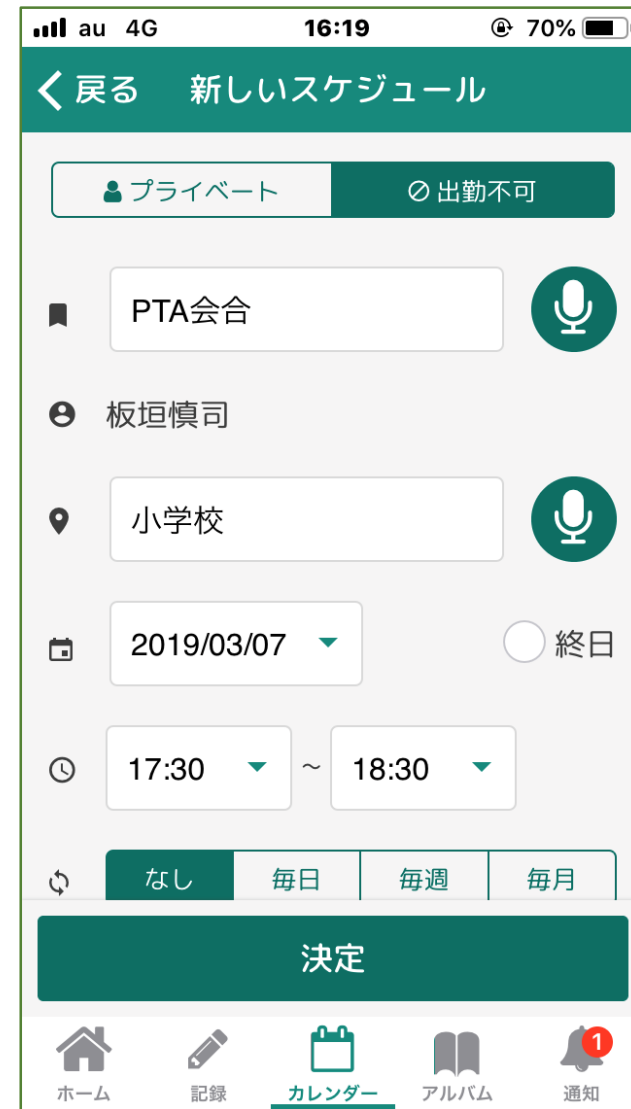 au 4G 16:19 70%
戻る 新しいスケジュール
プライベート 出勤不可
PTA会合
板垣慎司
小学校
2019/03/07 終日
17:30 ~ 18:30
なし 毎日 毎週 毎月
決定
1
ホーム 記録 カレンダー アルバム 通知